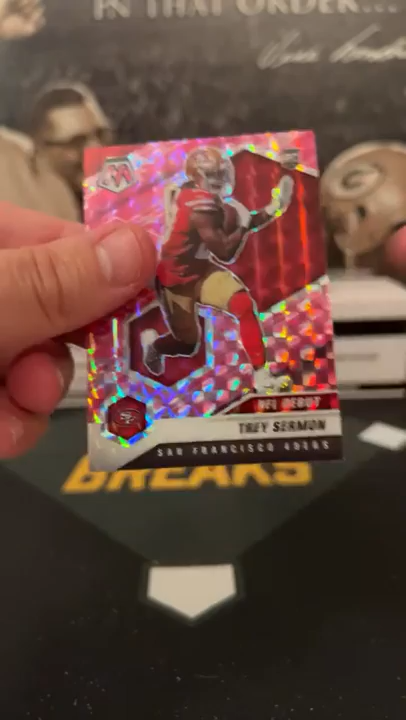 IN THAT ORDER...
NFL DEBUT
TREY SERMON
SAN FRANCISCO 49ERS
BREAKS